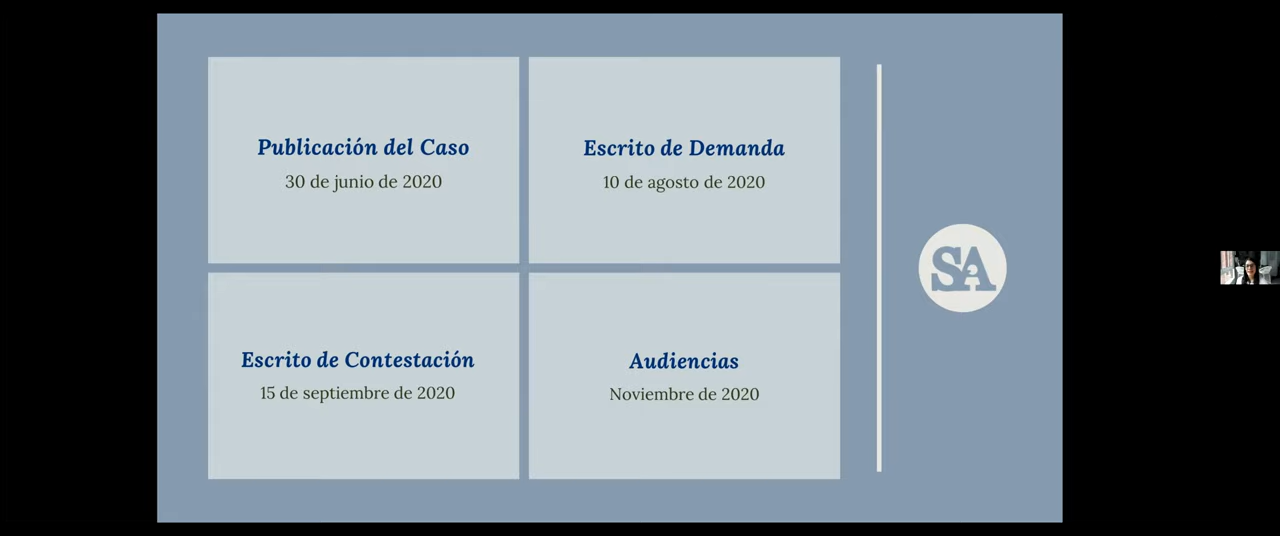 Publicación del Caso
30 de junio de 2020
Escrito de Demanda
10 de agosto de 2020
Escrito de Contestación
15 de septiembre de 2020
Audiencias
Noviembre de 2020
SA